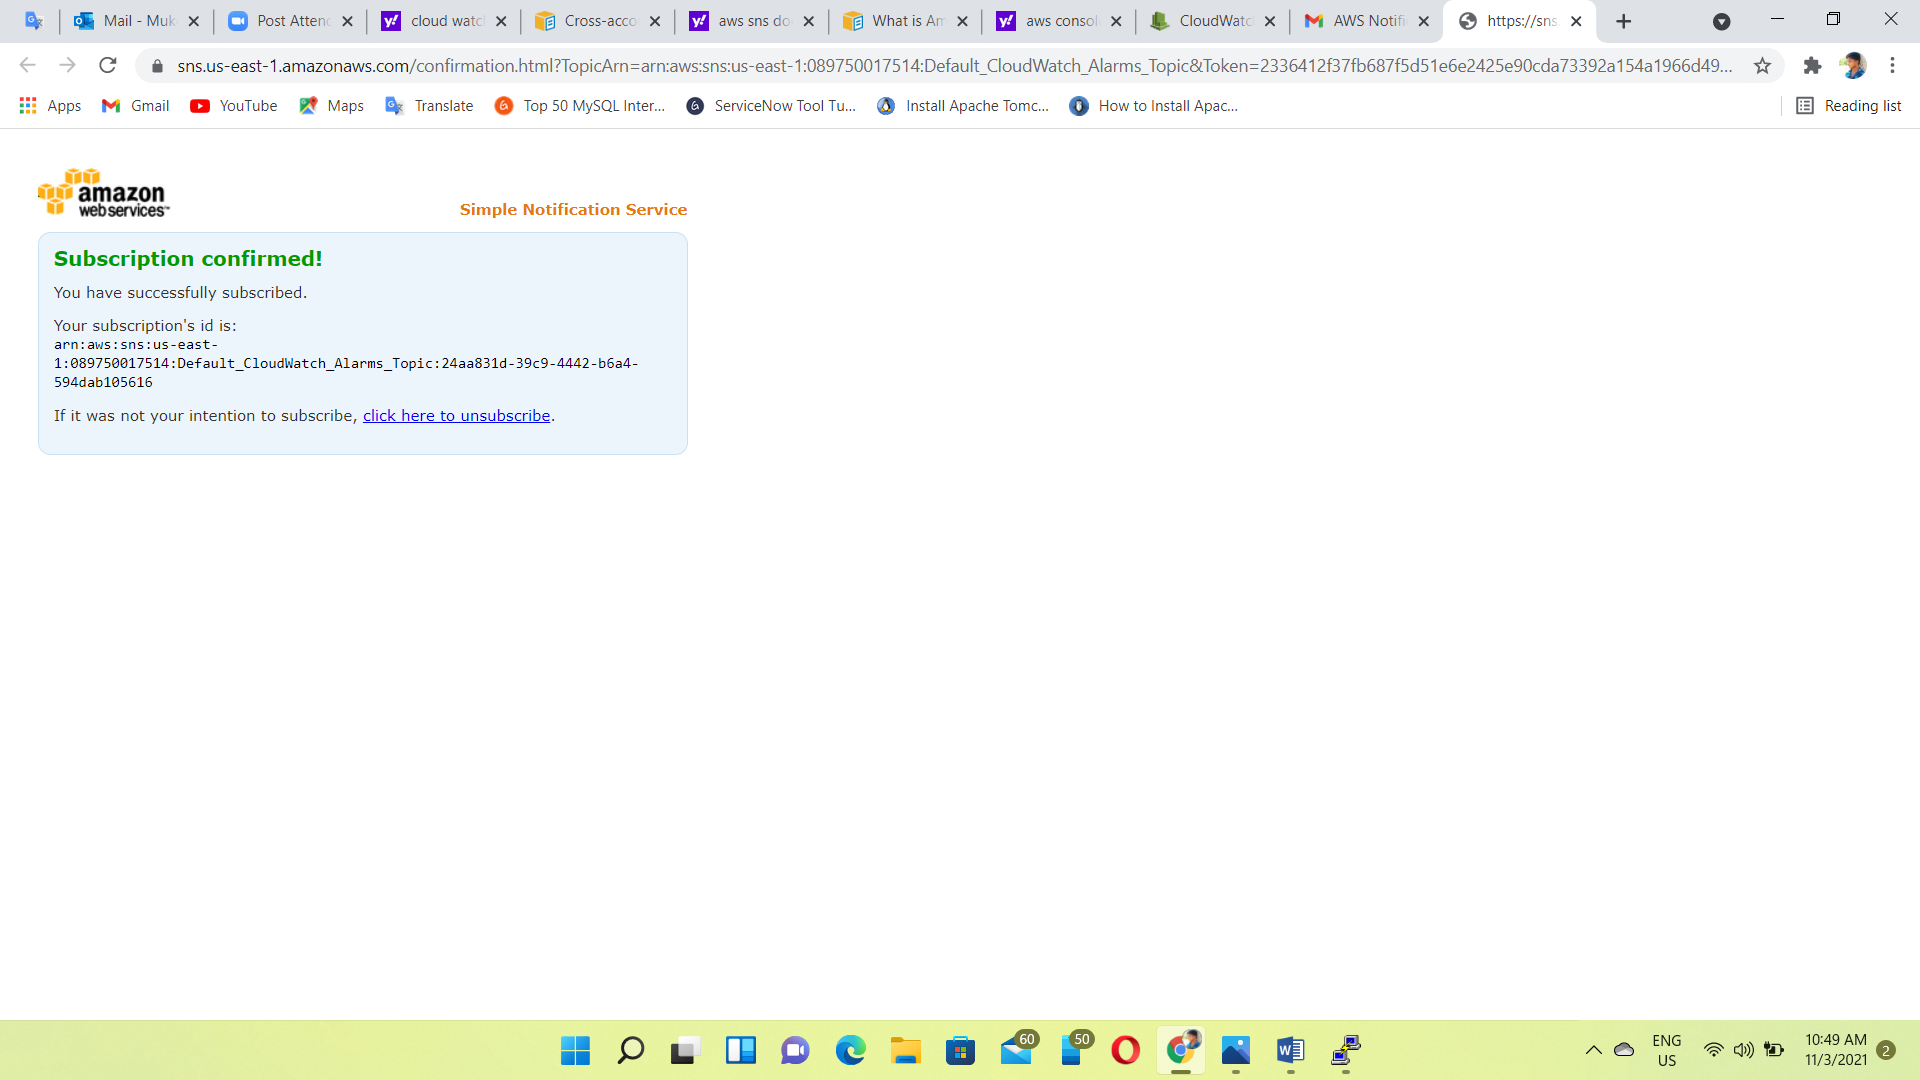 Mail - Muk
Post Atten
cloud watc
Cross-acco
aws sns do
What is Am
aws consol
CloudWatc
AWS Notifi
https://sns
sns.us-east-1.amazonaws.com/confirmation.html?TopicArn=arn:aws:sns:us-east-1:089750017514:Default_CloudWatch_Alarms_Topic&Token=2336412f37fb687f5d51e6e2425e90cda73392a154a1966d49...
Apps
Gmail
YouTube
Maps
Translate
Top 50 MySQL Inter...
ServiceNow Tool Tu...
Install Apache Tomc...
How to Install Apac...
Reading list
amazon
webservices™
Simple Notification Service
Subscription confirmed!
You have successfully subscribed.
Your subscription's id is:
arn:aws:sns:us-east-
1:089750017514:Default_CloudWatch_Alarms_Topic:24aa831d-39c9-4442-b6a4-
594dab105616
If it was not your intention to subscribe, click here to unsubscribe.
60
50
ENG
US
10:49 AM
11/3/2021
2